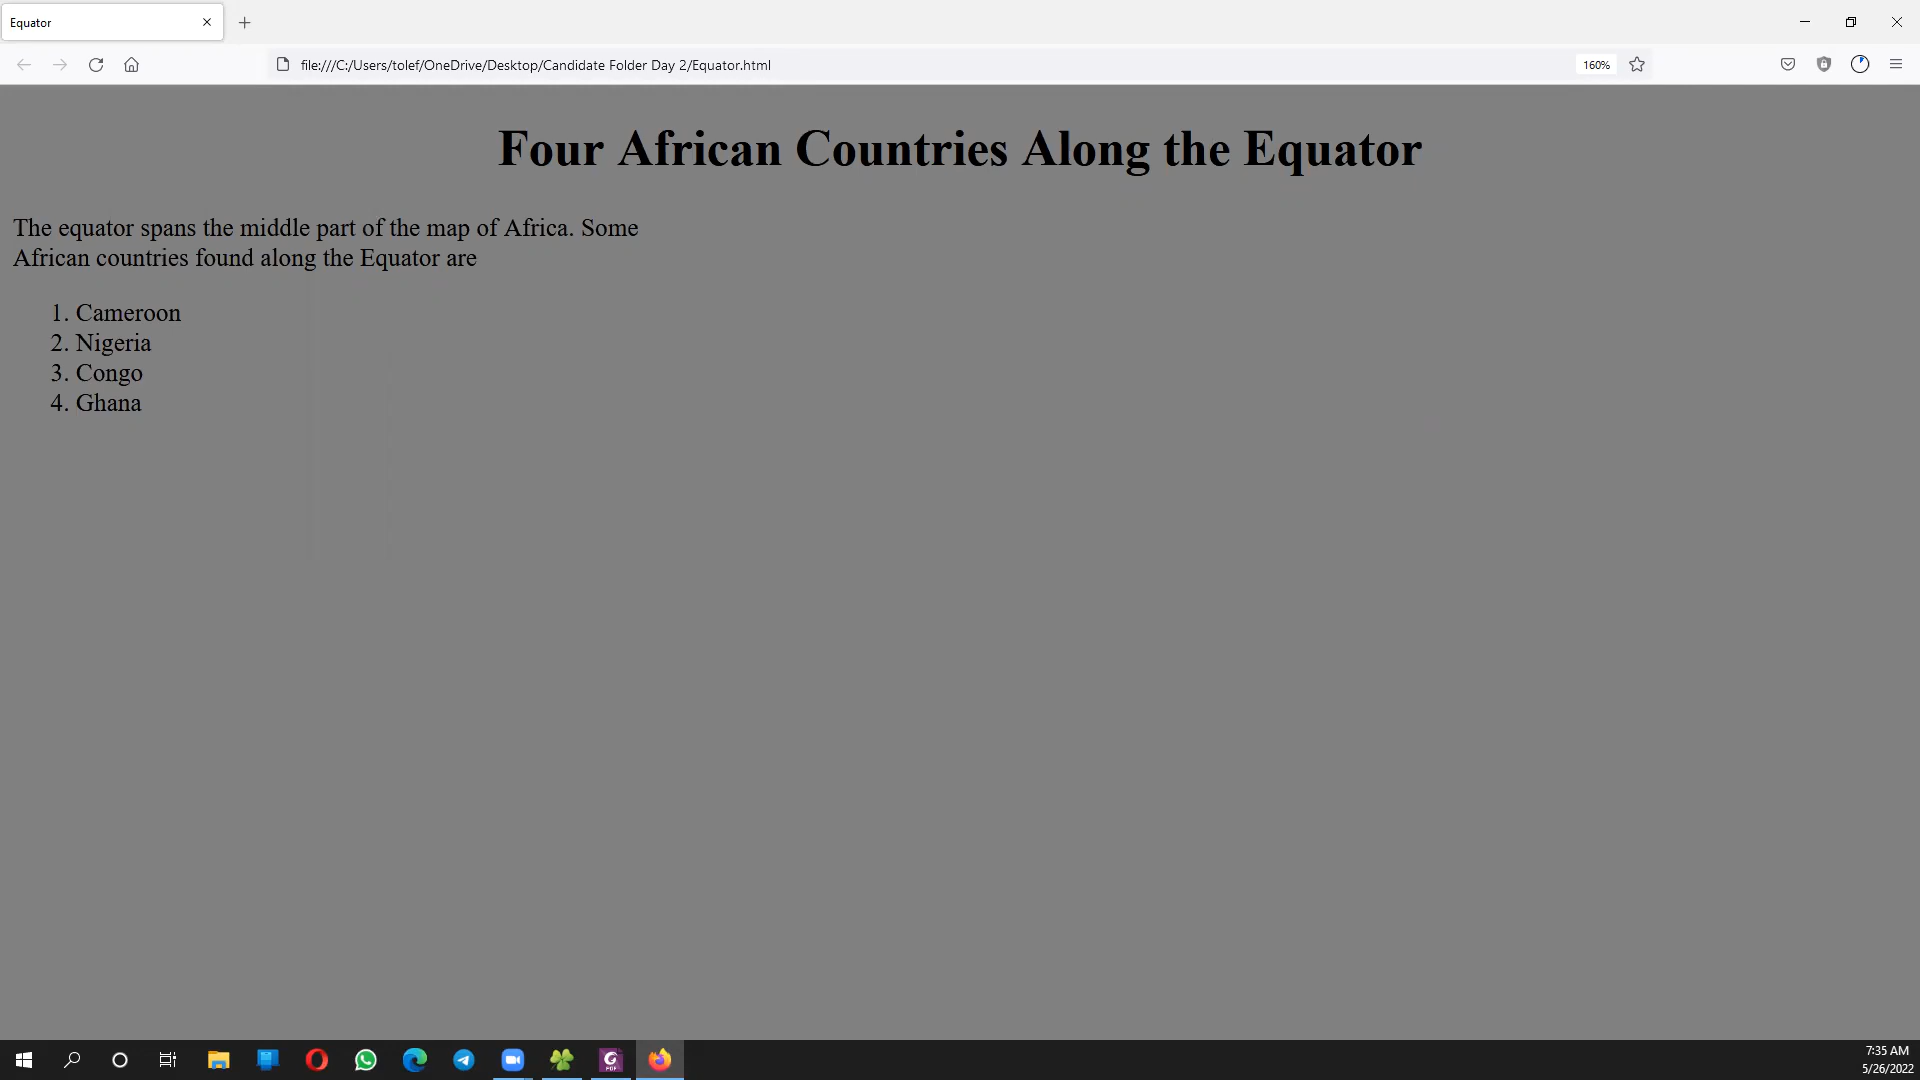 Equator
file:///C:/Users/tolef/OneDrive/Desktop/Candidate Folder Day 2/Equator.html
160%
Four African Countries Along the Equator
The equator spans the middle part of the map of Africa. Some
African countries found along the Equator are
1. Cameroon
2. Nigeria
3. Congo
4. Ghana
PDF
7:35 AM
5/26/2022